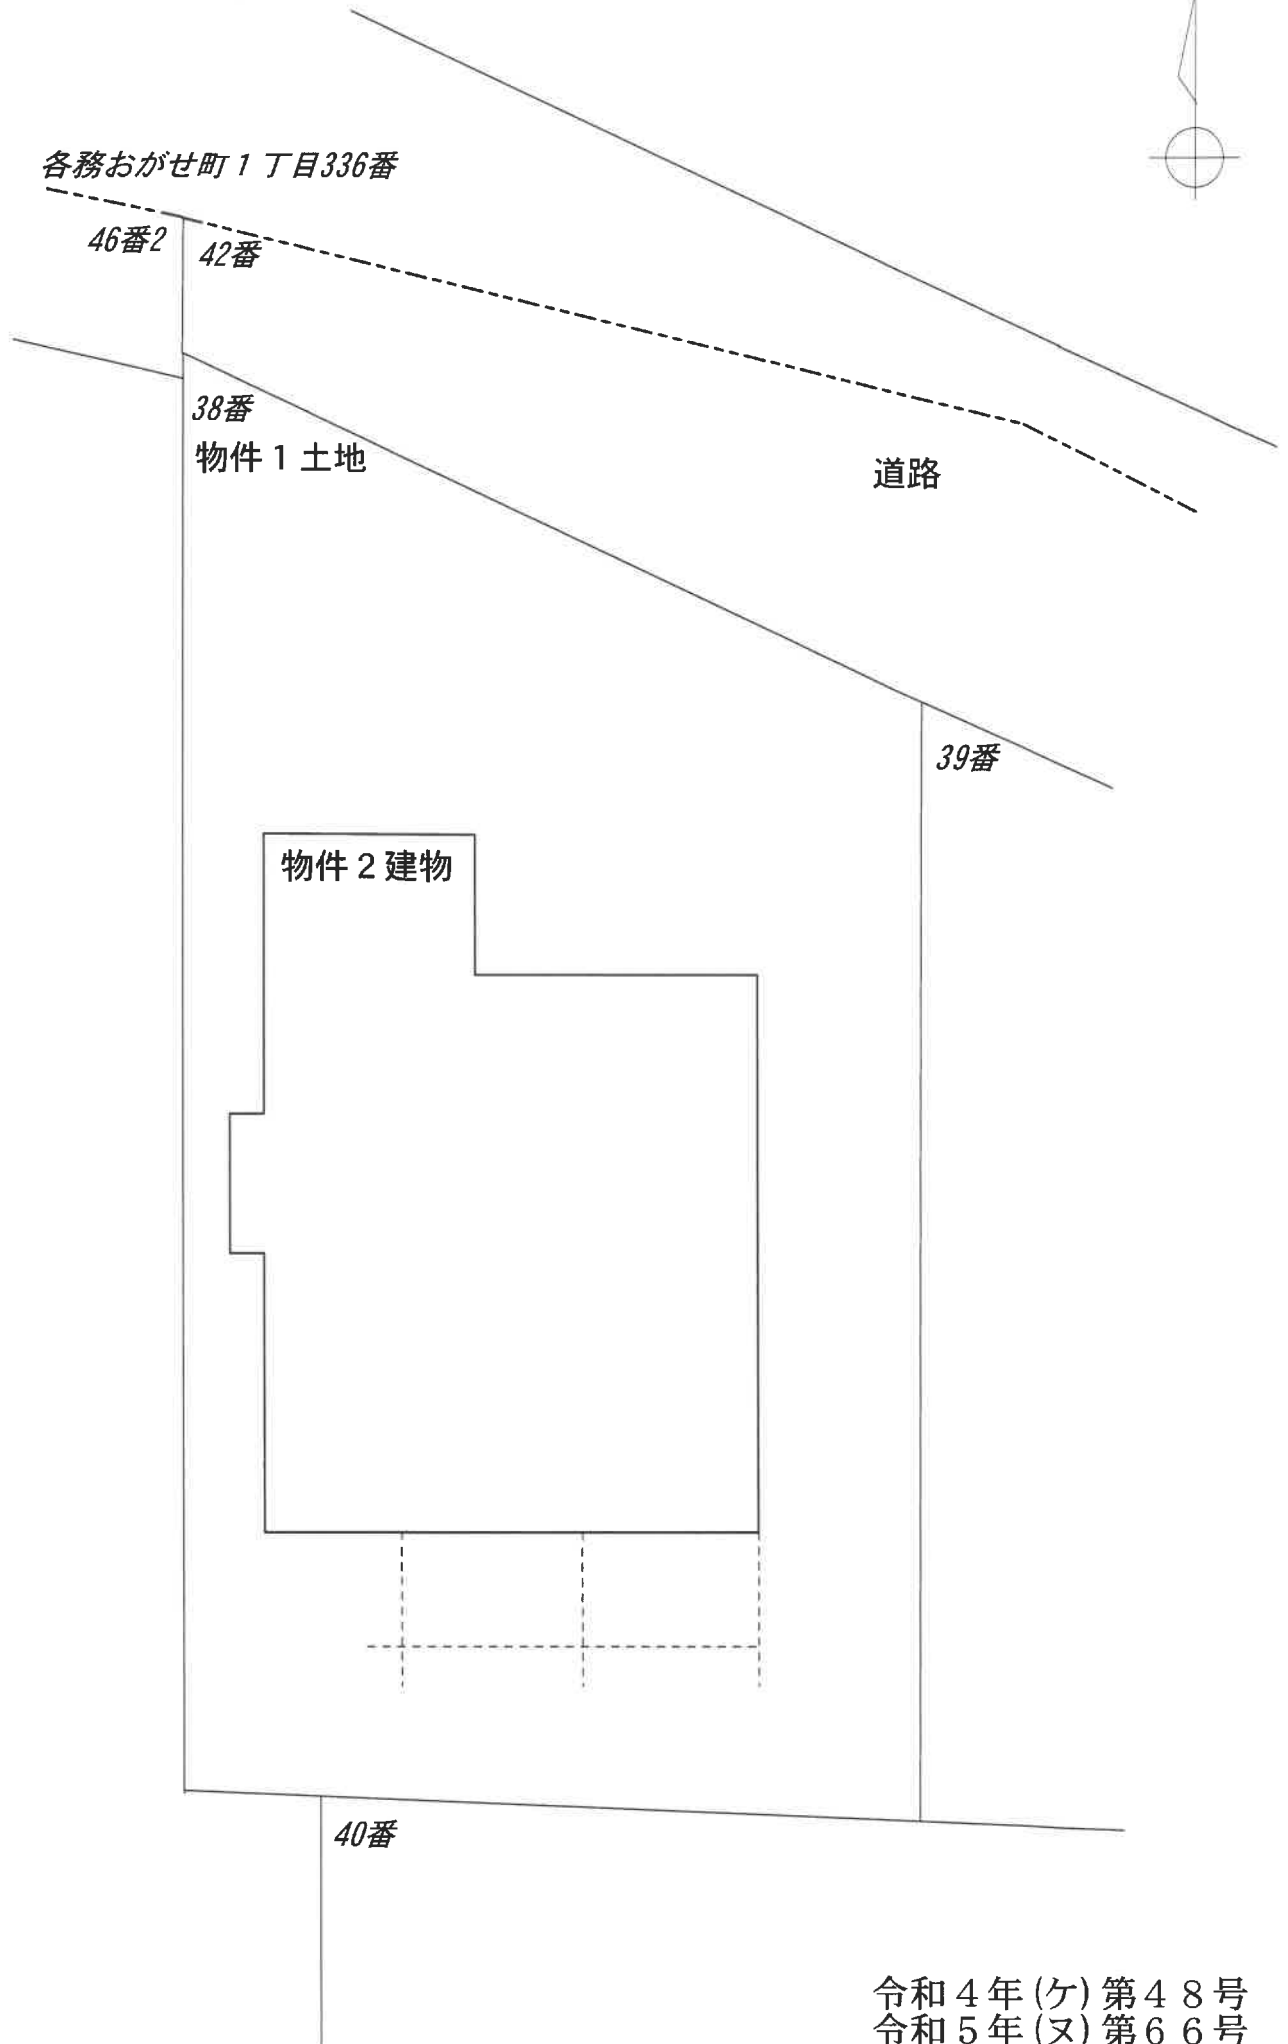 各務おがせ町1丁目336番
46番2
42番
38番
物件1土地
道路
39番
物件2建物
40番
令和4年(ケ)第48号
令和5年(ヌ)第66号